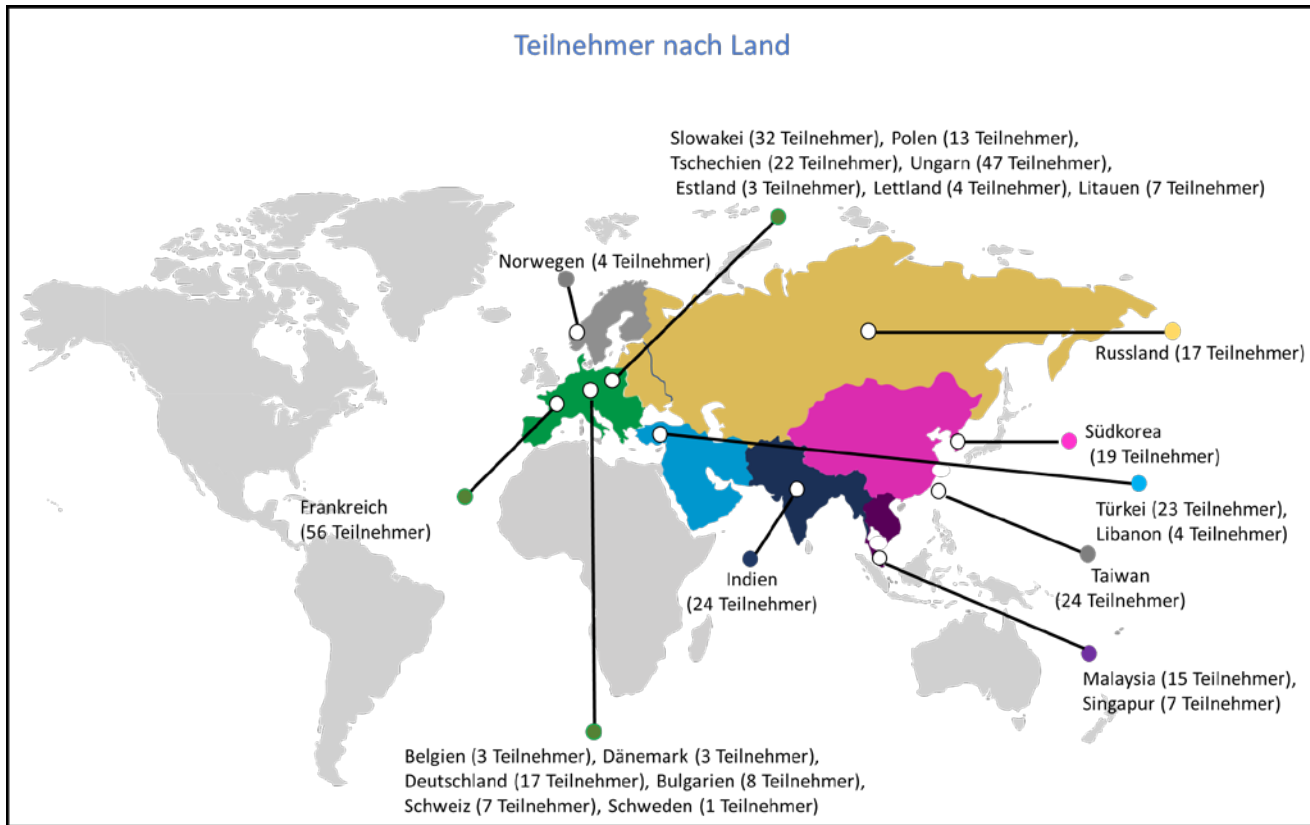 Teilnehmer nach Land
Slowakei (32 Teilnehmer), Polen (13 Teilnehmer),
Tschechien (22 Teilnehmer), Ungarn (47 Teilnehmer),
Estland (3 Teilnehmer), Lettland (4 Teilnehmer), Litauen (7 Teilnehmer)
Norwegen (4 Teilnehmer)
Russland (17 Teilnehmer)
Südkorea
(19 Teilnehmer)
Frankreich
(56 Teilnehmer)
Türkei (23 Teilnehmer),
Libanon (4 Teilnehmer)
Indien
(24 Teilnehmer)
Taiwan
(24 Teilnehmer)
Malaysia (15 Teilnehmer),
Singapur (7 Teilnehmer)
Belgien (3 Teilnehmer), Dänemark (3 Teilnehmer),
Deutschland (17 Teilnehmer), Bulgarien (8 Teilnehmer),
Schweiz (7 Teilnehmer), Schweden (1 Teilnehmer)